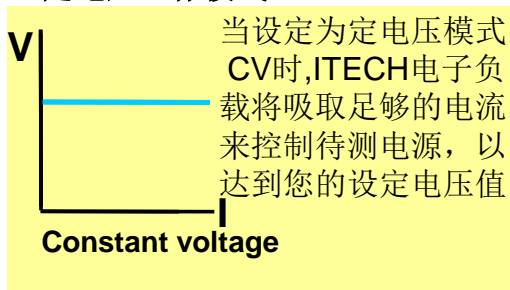 V
当设定为定电压模式
CV时,ITECH电子负
载将吸取足够的电流
来控制待测电源，以
达到您的设定电压值
I
Constant voltage